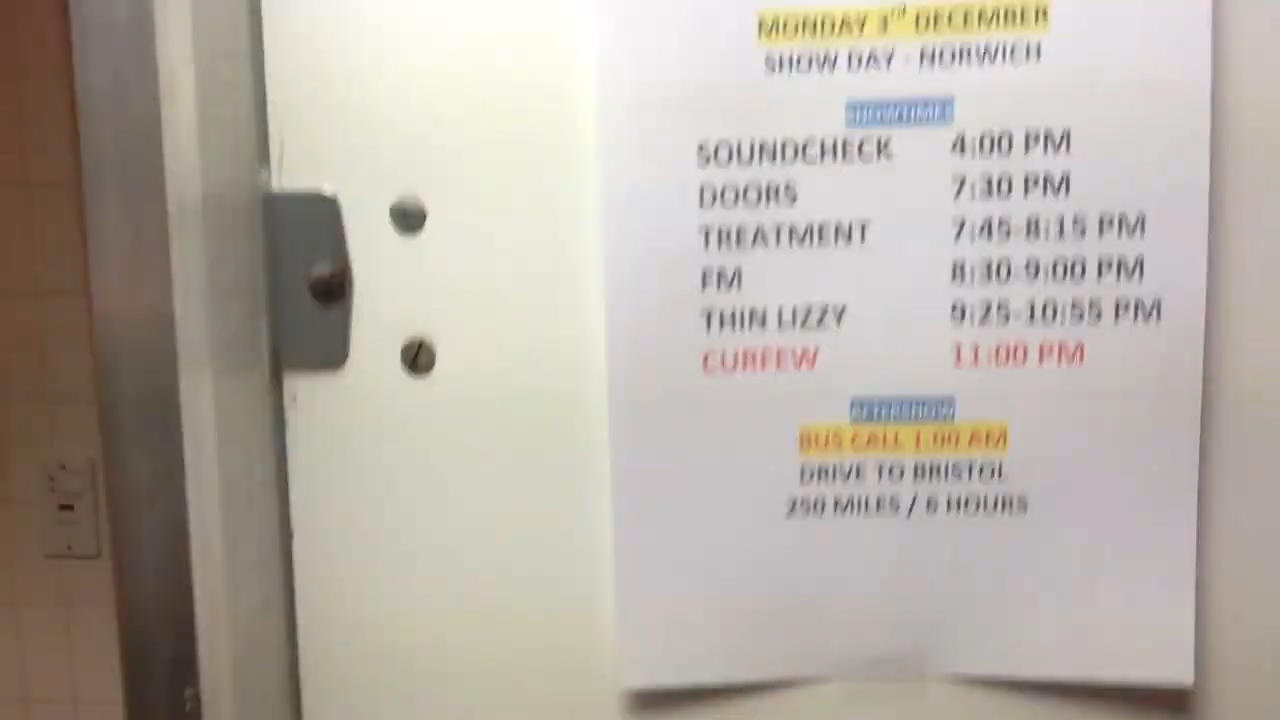 MONDAY 3rd DECEMBER
SHOW DAY - NORWICH
SHOWTIMES
SOUNDCHECK 4:00 PM
DOORS 7:30 PM
TREATMENT 7:45-8:15 PM
FM 8:30-9:00 PM
THIN LIZZY 9:25-10:55 PM
CURFEW 11:00 PM
AFTERSHOW
BUS CALL 1:00 AM
DRIVE TO BRISTOL
250 MILES / 6 HOURS